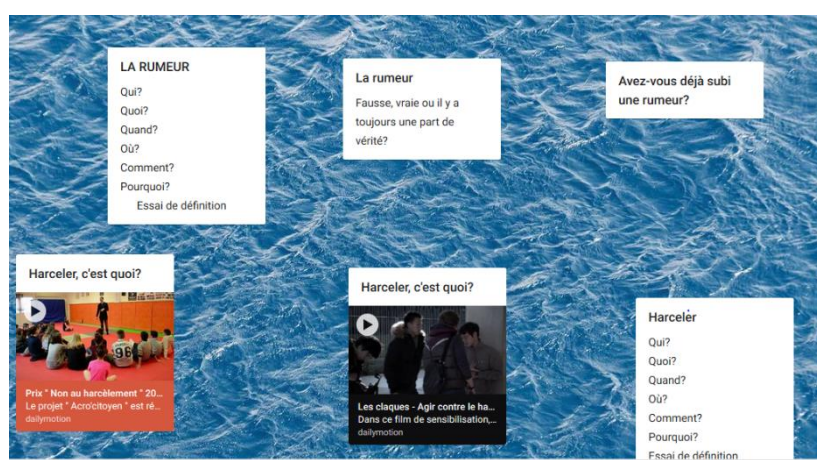 LA RUMEUR
Qui?
Quoi?
Quand?
Où?
Comment?
Pourquoi?
Essai de définition
La rumeur
Fausse, vraie ou il y a
toujours une part de
vérité?
Avez-vous déjà subi
une rumeur?
Harceler, c'est quoi?
96
Prix " Non au harcèlement " 20...
Le projet " Acro'citoyen " est ré...
dailymotion
Harceler, c'est quoi?
Les claques - Agir contre le ha...
Dans ce film de sensibilisation,...
dailymotion
Harceler
Qui?
Quoi?
Quand?
Où?
Comment?
Pourquoi?
Essai de définition